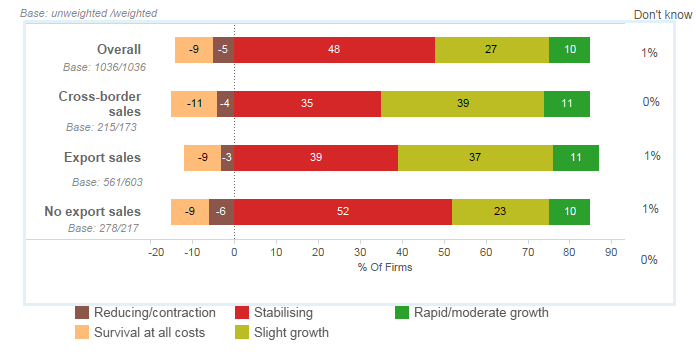 Base: unweighted /weighted
Don't know
Overall
Base: 1036/1036
-9 -5 48 27 10
1%
Cross-border
sales
Base: 215/173
-11 -4 35 39 11
0%
Export sales
Base: 561/603
-9 -3 39 37 11
1%
No export sales
Base: 278/217
-9 -6 52 23 10
1%
0%
-20 -10 0 10 20 30 40 50 60 70 80 90
% Of Firms
Reducing/contraction Stabilising Rapid/moderate growth
Survival at all costs Slight growth